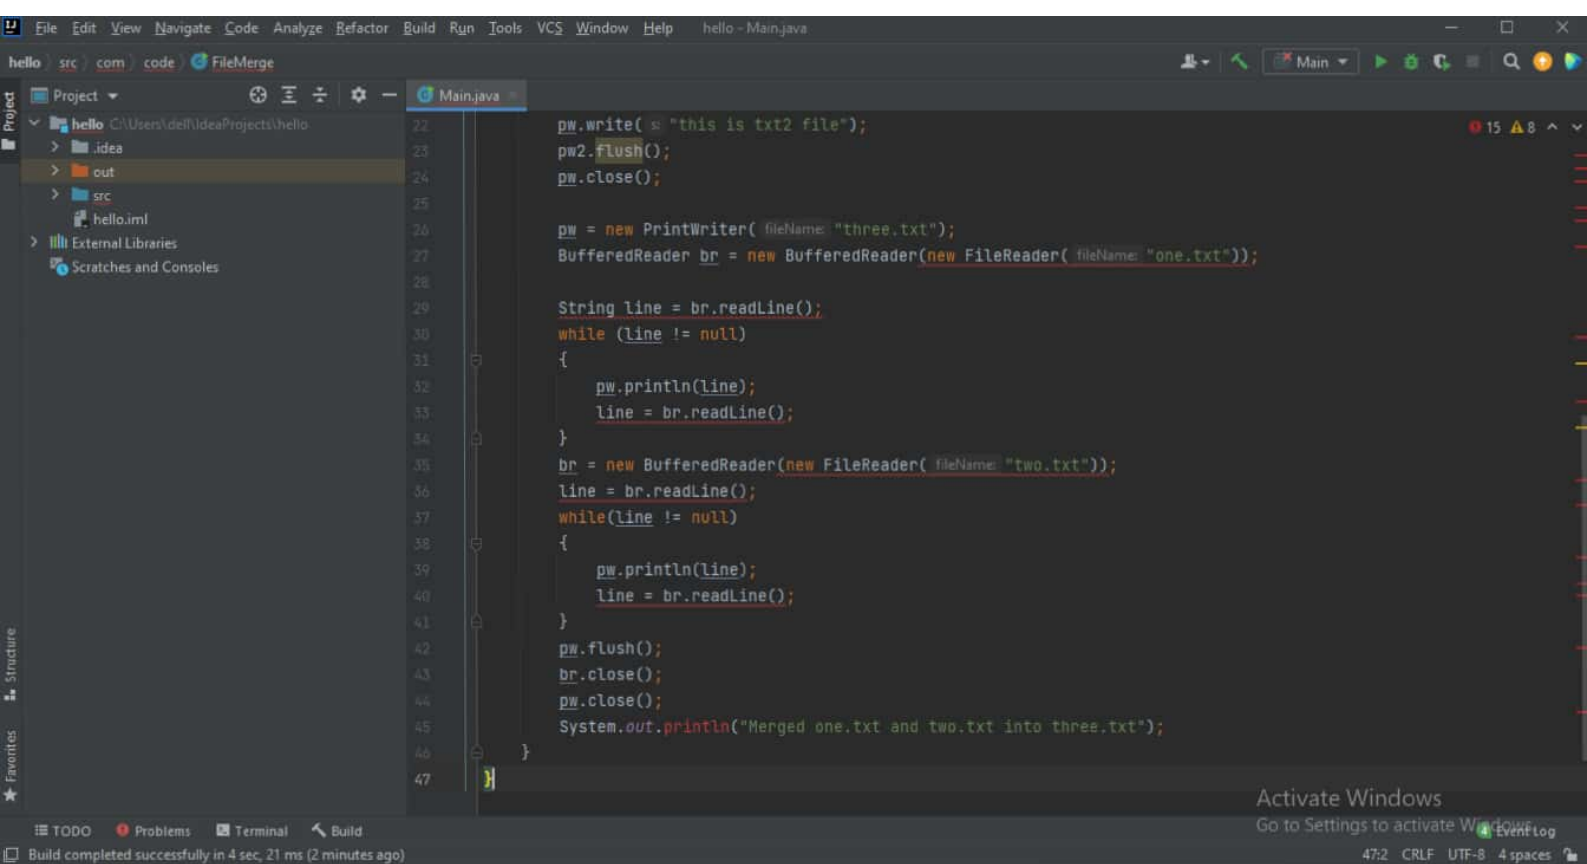 File Edit View Navigate Code Analyze Refactor Build Run Tools VCS Window Help hello - Main.java
hello src com code FileMerge Main
Project Main.java
Project
hello C:\Users\dell\IdeaProjects\hello
.idea
out
src
hello.iml
External Libraries
Scratches and Consoles
15 8
22 pw.write( s: "this is txt2 file");
23 pw2.flush();
24 pw.close();
25
26 pw = new PrintWriter( fileName: "three.txt");
27 BufferedReader br = new BufferedReader(new FileReader( fileName: "one.txt"));
28
29 String line = br.readLine();
30 while (line != null)
31 {
32 pw.println(line);
33 line = br.readLine();
34 }
35 br = new BufferedReader(new FileReader( fileName: "two.txt"));
36 line = br.readLine();
37 while(line != null)
38 {
39 pw.println(line);
40 line = br.readLine();
41 }
42 pw.flush();
43 br.close();
44 pw.close();
45 System.out.println("Merged one.txt and two.txt into three.txt");
46 }
47 }
Structure
Favorites
Activate Windows
Go to Settings to activate Windows.
TODO Problems Terminal Build 4 Event Log
Build completed successfully in 4 sec, 21 ms (2 minutes ago) 47:2 CRLF UTF-8 4 spaces